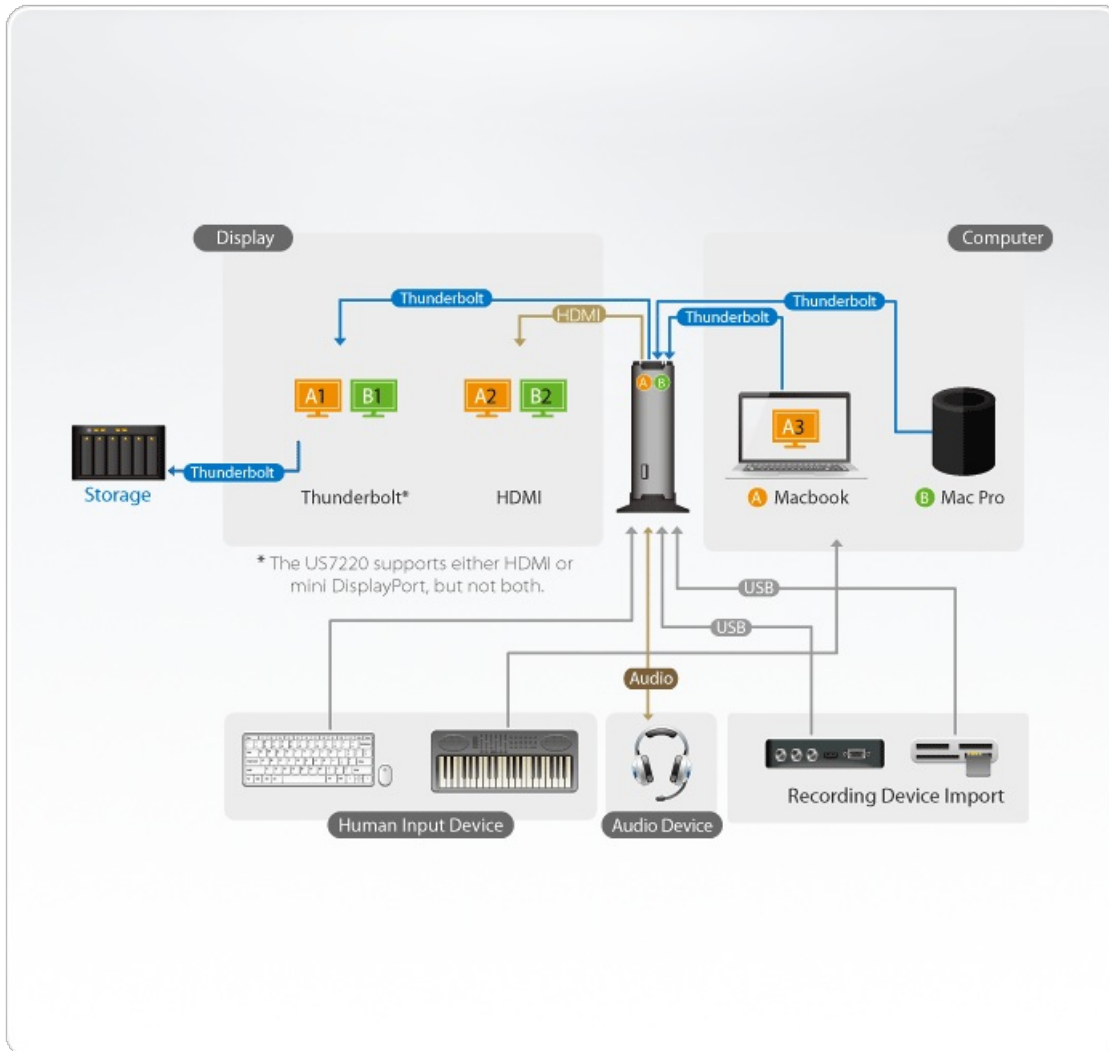 Display
Computer
Thunderbolt
Thunderbolt
HDMI
Thunderbolt
A B
A1
B1
A2
B2
A3
Thunderbolt
Storage
Thunderbolt*
HDMI
A Macbook
B Mac Pro
* The US7220 supports either HDMI or
mini DisplayPort, but not both.
USB
USB
Audio
Recording Device Import
Human Input Device
Audio Device